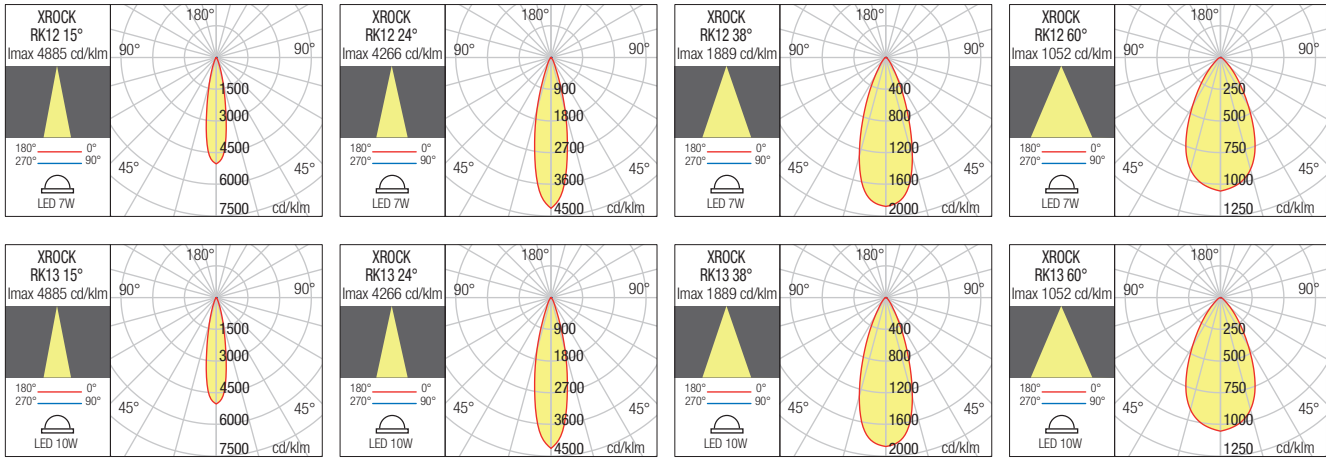 XROCK
RK12 15°
Imax 4885 cd/klm
180° 0°
270° 90°
LED 7W
180°
90° 90°
1500
3000
4500
45° 45°
6000
7500 cd/klm
XROCK
RK12 24°
Imax 4266 cd/klm
180° 0°
270° 90°
LED 7W
180°
90° 90°
900
1800
2700
45° 45°
3600
4500 cd/klm
XROCK
RK12 38°
Imax 1889 cd/klm
180° 0°
270° 90°
LED 7W
180°
90° 90°
400
800
1200
45° 45°
1600
2000 cd/klm
XROCK
RK12 60°
Imax 1052 cd/klm
180° 0°
270° 90°
LED 7W
180°
90° 90°
250
500
750
45° 45°
1000
1250 cd/klm
XROCK
RK13 15°
Imax 4885 cd/klm
180° 0°
270° 90°
LED 10W
180°
90° 90°
1500
3000
4500
45° 45°
6000
7500 cd/klm
XROCK
RK13 24°
Imax 4266 cd/klm
180° 0°
270° 90°
LED 10W
180°
90° 90°
900
1800
2700
45° 45°
3600
4500 cd/klm
XROCK
RK13 38°
Imax 1889 cd/klm
180° 0°
270° 90°
LED 10W
180°
90° 90°
400
800
1200
45° 45°
1600
2000 cd/klm
XROCK
RK13 60°
Imax 1052 cd/klm
180° 0°
270° 90°
LED 10W
180°
90° 90°
250
500
750
45° 45°
1000
1250 cd/klm